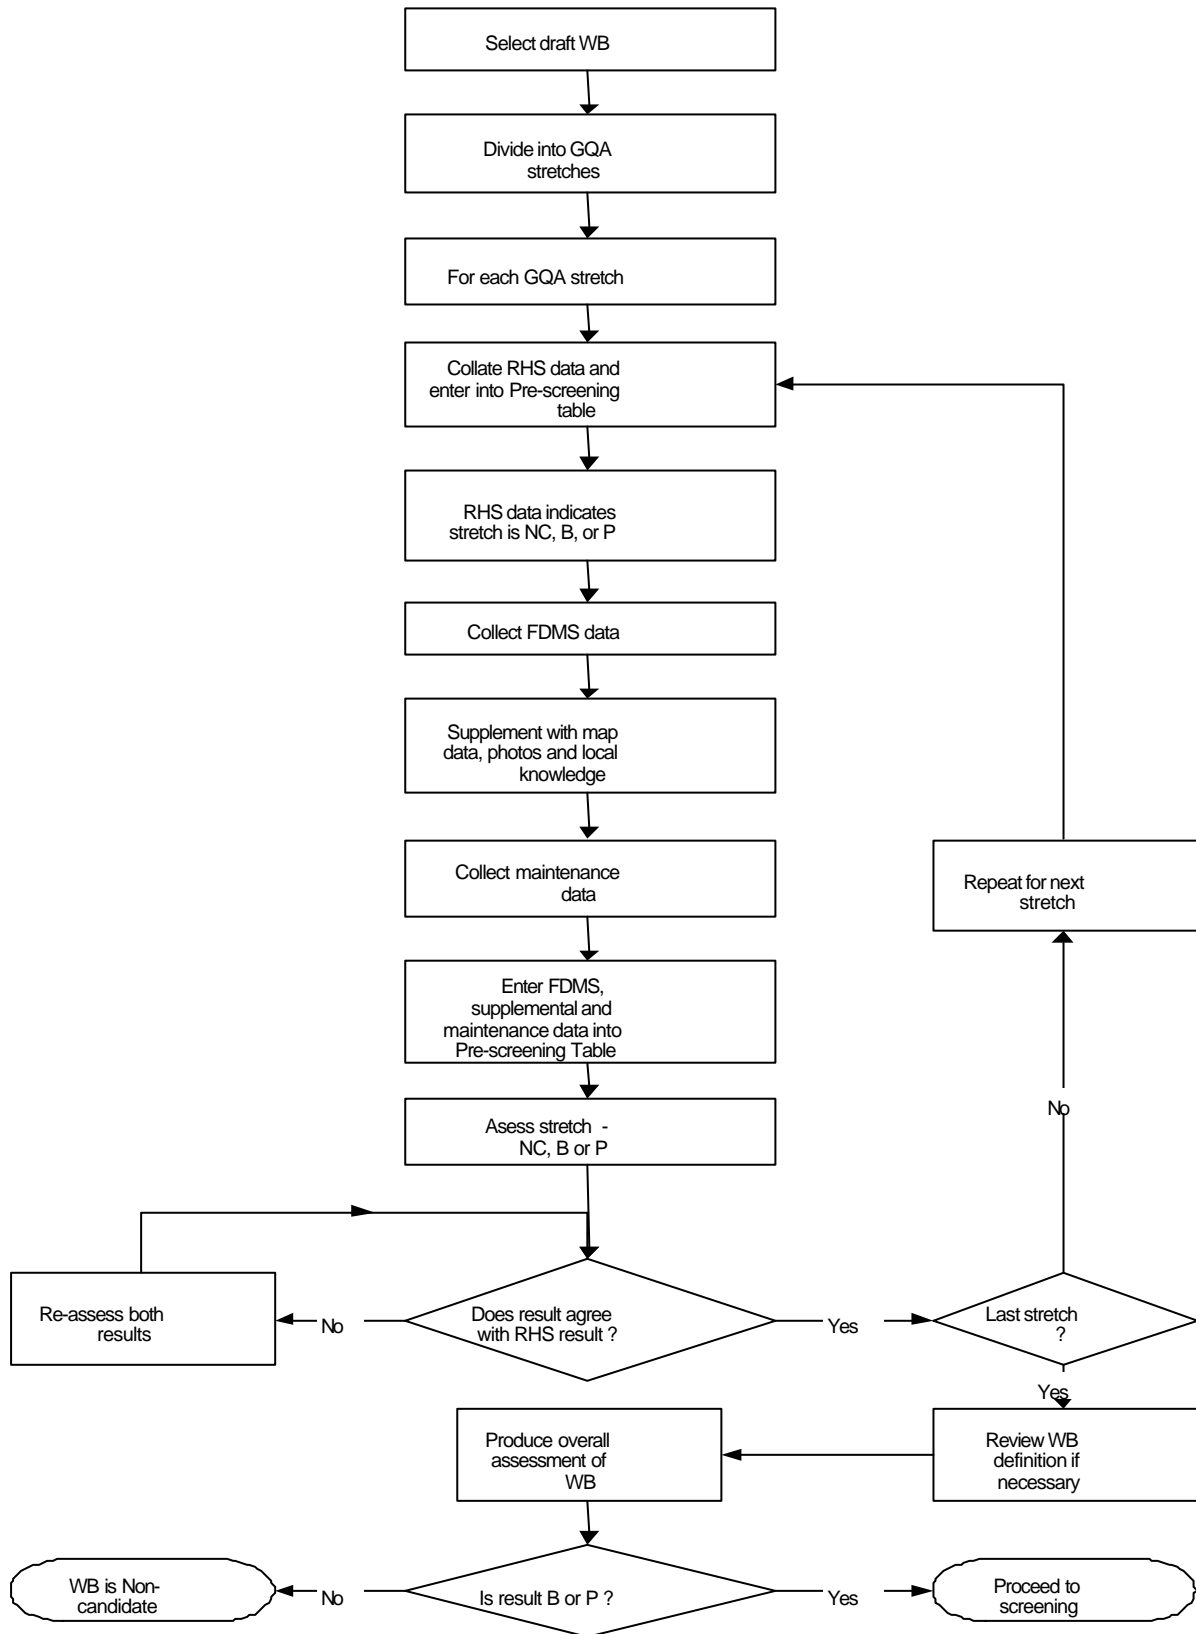 Select draft WB
Divide into GQA
stretches
For each GQA stretch
Collate RHS data and
enter into Pre-screening
table
RHS data indicates
stretch is NC, B, or P
Collect FDMS data
Supplement with map
data, photos and local
knowledge
Collect maintenance
data
Repeat for next
stretch
Enter FDMS,
supplemental and
maintenance data into
Pre-screening Table
No
Asess stretch -
NC, B or P
Re-assess both
results
No
Does result agree
with RHS result ?
Yes
Last stretch
?
Yes
Produce overall
assessment of
WB
Review WB
definition if
necessary
WB is Non-
candidate
No
Is result B or P ?
Yes
Proceed to
screening